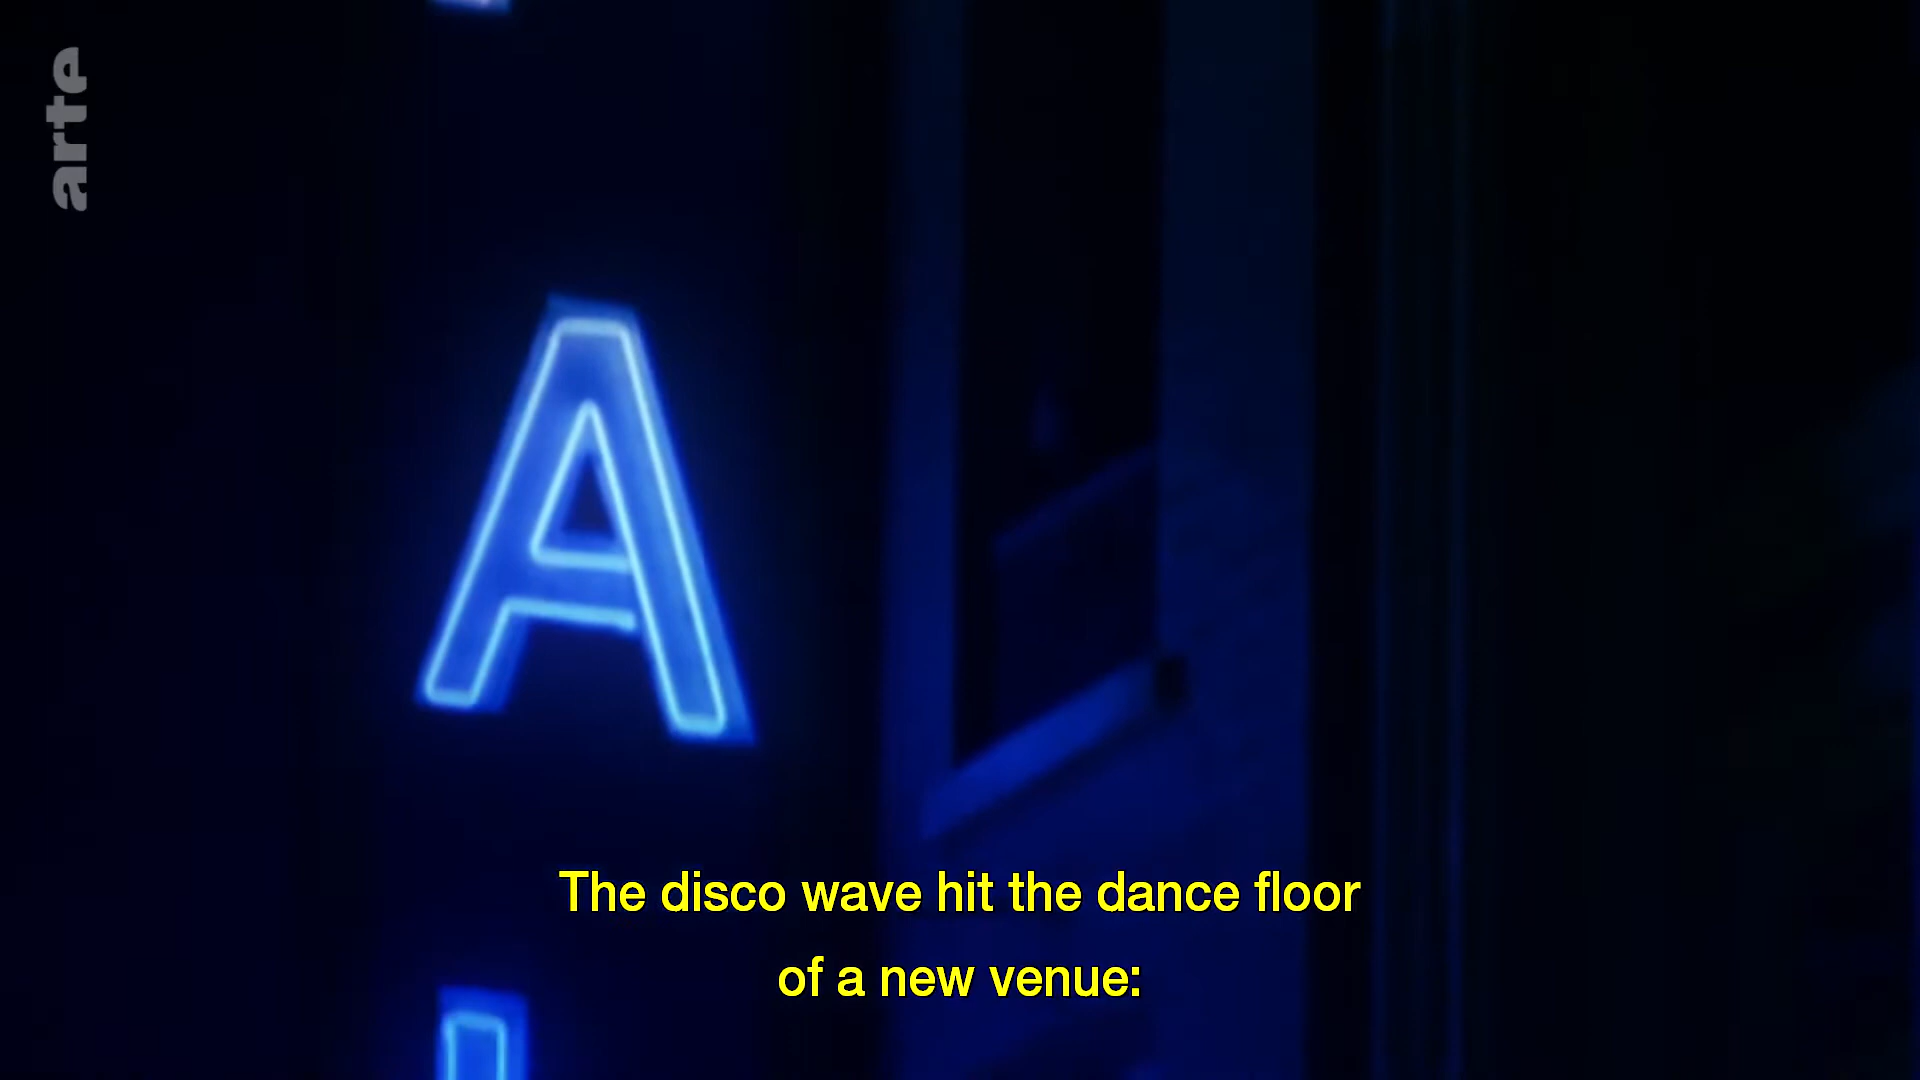 arte
A
The disco wave hit the dance floor
of a new venue: